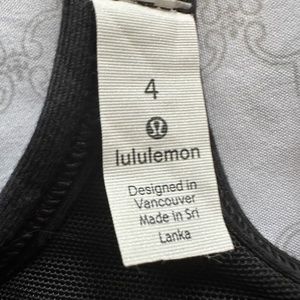 4
lululemon
Designed in
Vancouver
Made in Sri
Lanka